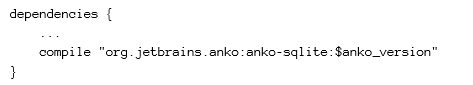 dependencies {
    ...
    compile "org.jetbrains.anko:anko-sqlite:$anko_version"
}